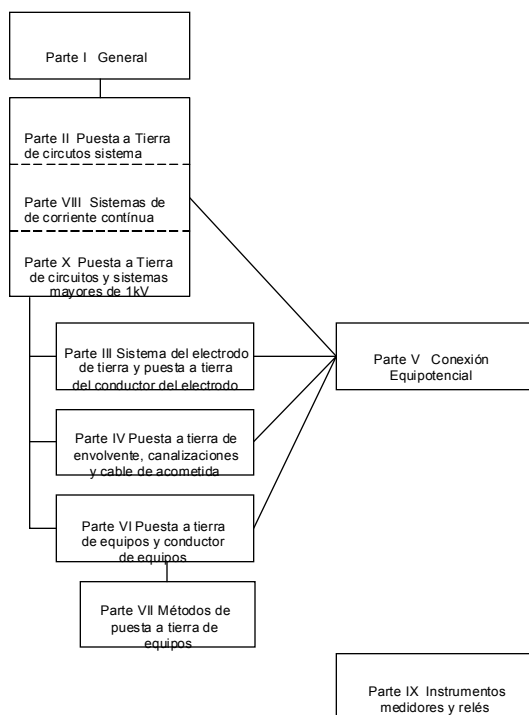 Parte I General
Parte II Puesta a Tierra
de circutos sistema
Parte VIII Sistemas de
de corriente contínua
Parte X Puesta a Tierra
de circuitos y sistemas
mayores de 1kV
Parte III Sistema del electrodo
de tierra y puesta a tierra
del conductor del electrodo
Parte V Conexión
Equipotencial
Parte IV Puesta a tierra de
envolvente, canalizaciones
y cable de acometida
Parte VI Puesta a tierra
de equipos y conductor
de equipos
Parte VII Métodos de
puesta a tierra de
equipos
Parte IX Instrumentos
medidores y relés